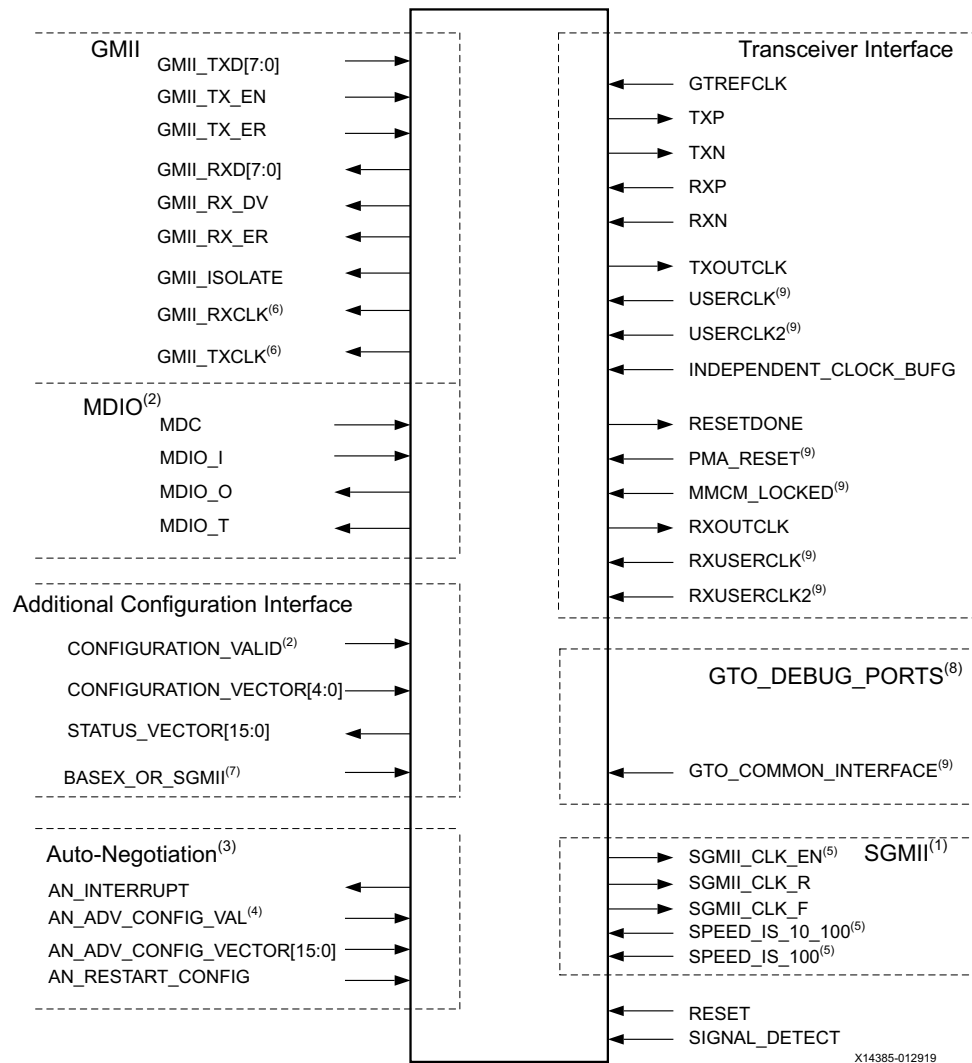 GMII
GMII_TXD[7:0]
GMII_TX_EN
GMII_TX_ER
GMII_RXD[7:0]
GMII_RX_DV
GMII_RX_ER
GMII_ISOLATE
GMII_RXCLK(6)
GMII_TXCLK(6)
MDIO(2)
MDC
MDIO_I
MDIO_O
MDIO_T
Additional Configuration Interface
CONFIGURATION_VALID(2)
CONFIGURATION_VECTOR[4:0]
STATUS_VECTOR[15:0]
BASEX_OR_SGMII(7)
Auto-Negotiation(3)
AN_INTERRUPT
AN_ADV_CONFIG_VAL(4)
AN_ADV_CONFIG_VECTOR[15:0]
AN_RESTART_CONFIG
Transceiver Interface
GTREFCLK
TXP
TXN
RXP
RXN
TXOUTCLK
USERCLK(9)
USERCLK2(9)
INDEPENDENT_CLOCK_BUFG
RESETDONE
PMA_RESET(9)
MMCM_LOCKED(9)
RXOUTCLK
RXUSERCLK(9)
RXUSERCLK2(9)
GTO_DEBUG_PORTS(8)
GTO_COMMON_INTERFACE(9)
SGMII(1)
SGMII_CLK_EN(5)
SGMII_CLK_R
SGMII_CLK_F
SPEED_IS_10_100(5)
SPEED_IS_100(5)
RESET
SIGNAL_DETECT
X14385-012919